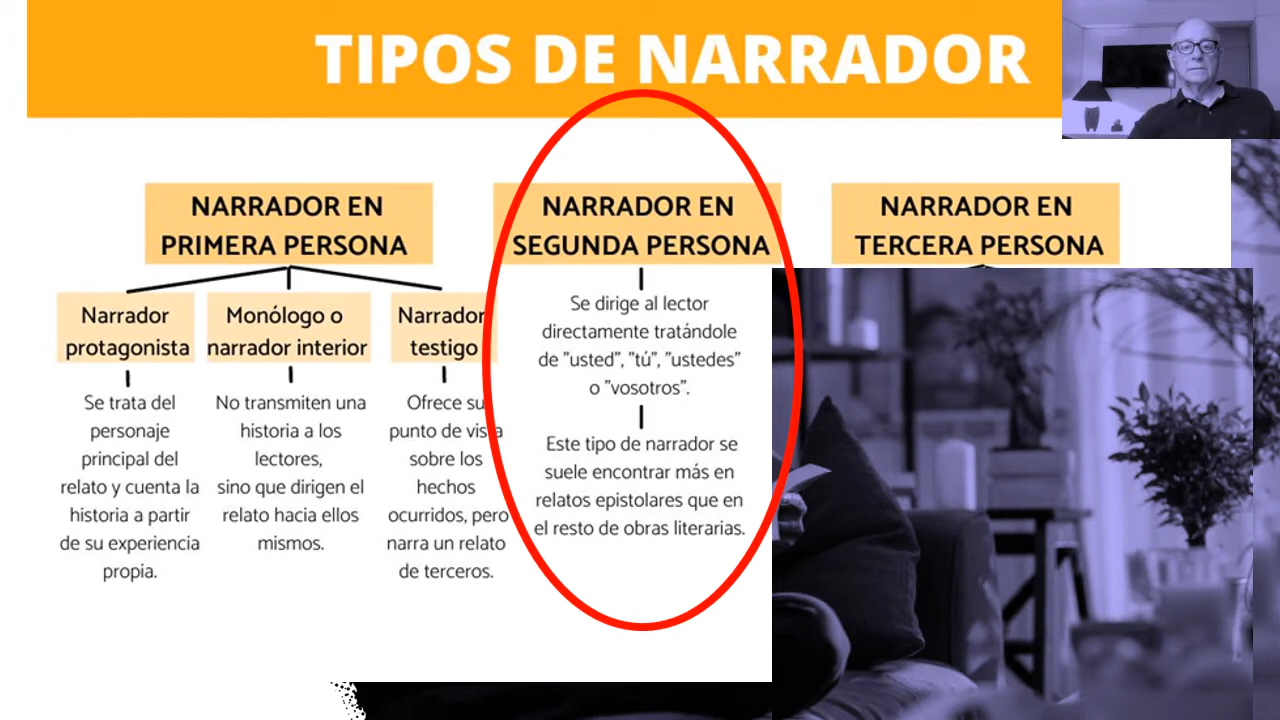 TIPOS DE NARRADOR
NARRADOR EN
PRIMERA PERSONA
Narrador
protagonista
Se trata del
personaje
principal del
relato y cuenta la
historia a partir
de su experiencia
propia.
Monólogo o
narrador interior
No transmiten una
historia a los
lectores,
sino que dirigen el
relato hacia ellos
mismos.
Narrador
testigo
Ofrece su
punto de vista
sobre los
hechos
ocurridos, pero
narra un relato
de terceros.
NARRADOR EN
SEGUNDA PERSONA
Se dirige al lector
directamente tratándole
de "usted", "tú", "ustedes"
o "vosotros".
Este tipo de narrador se
suele encontrar más en
relatos epistolares que en
el resto de obras literarias.
NARRADOR EN
TERCERA PERSONA